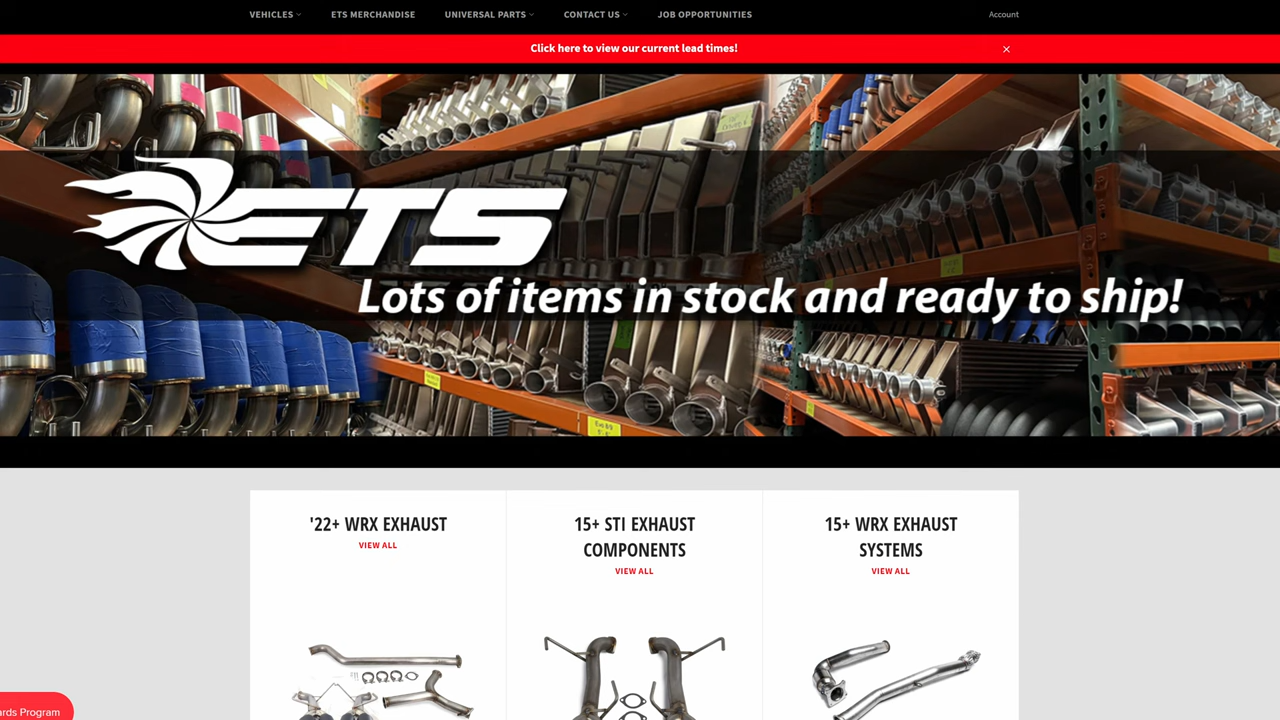 VEHICLES
ETS MERCHANDISE
UNIVERSAL PARTS
CONTACT US
JOB OPPORTUNITIES
Account
Click here to view our current lead times!
ETS
Lots of items in stock and ready to ship!
'22+ WRX EXHAUST
VIEW ALL
15+ STI EXHAUST
COMPONENTS
VIEW ALL
15+ WRX EXHAUST
SYSTEMS
VIEW ALL
ards Program